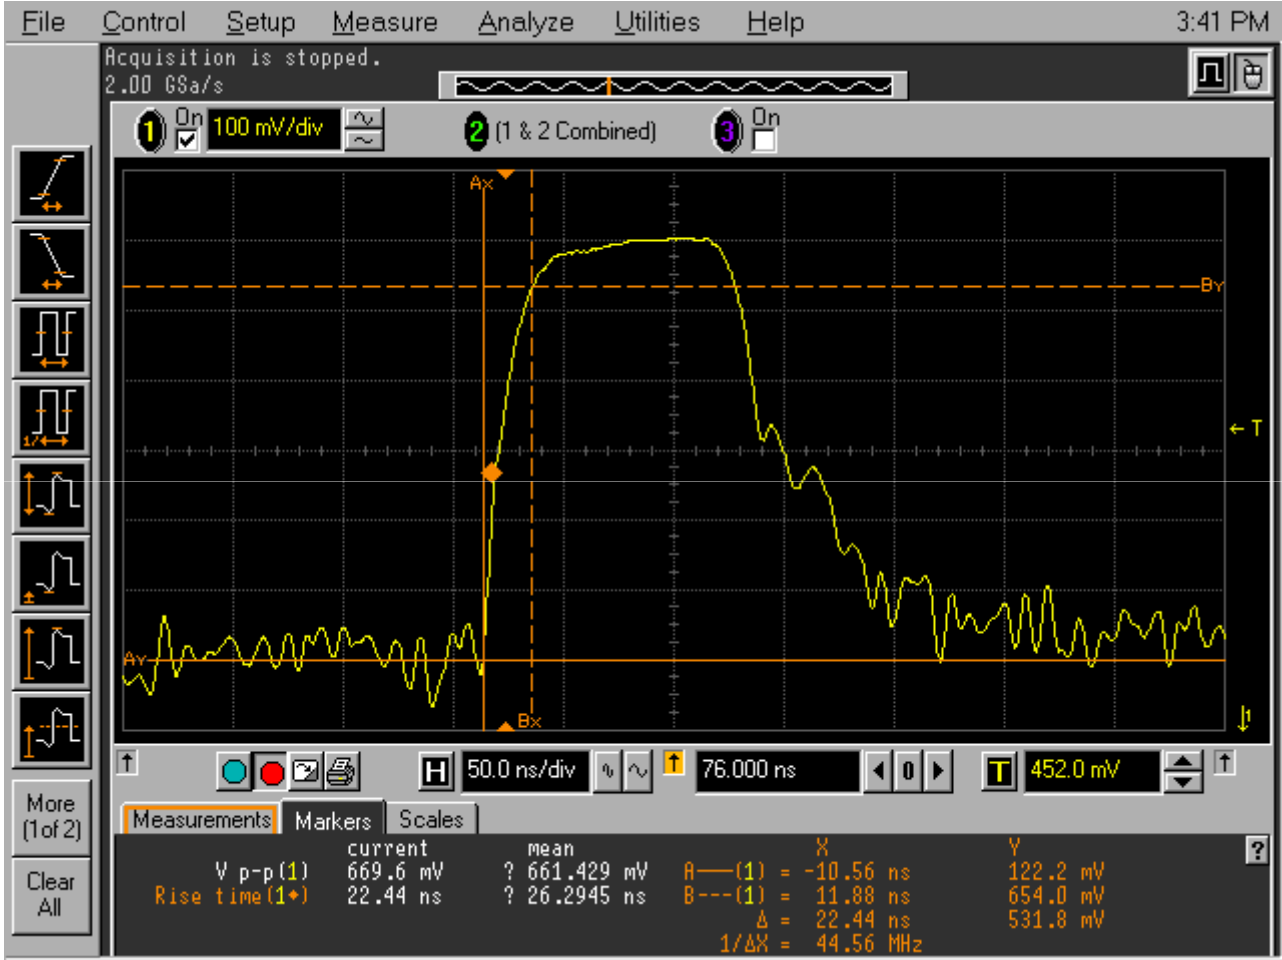 File Control Setup Measure Analyze Utilities Help 3:41 PM
Acquisition is stopped.
2.00 GSa/s
1 On 100 mV/div 2 (1 & 2 Combined) 3 On
Ax
By
T
1/
Ay
Bx
1
H 50.0 ns/div 76.000 ns 0 T 452.0 mV
More
(1of 2)
Clear
All
Measurements Markers Scales
current mean X Y
V p-p(1) 669.6 mV ? 661.429 mV A——(1) = -10.56 ns 122.2 mV
Rise time(1◆) 22.44 ns ? 26.2945 ns B---(1) = 11.88 ns 654.0 mV
Δ = 22.44 ns 531.8 mV
1/ΔX = 44.56 MHz
?